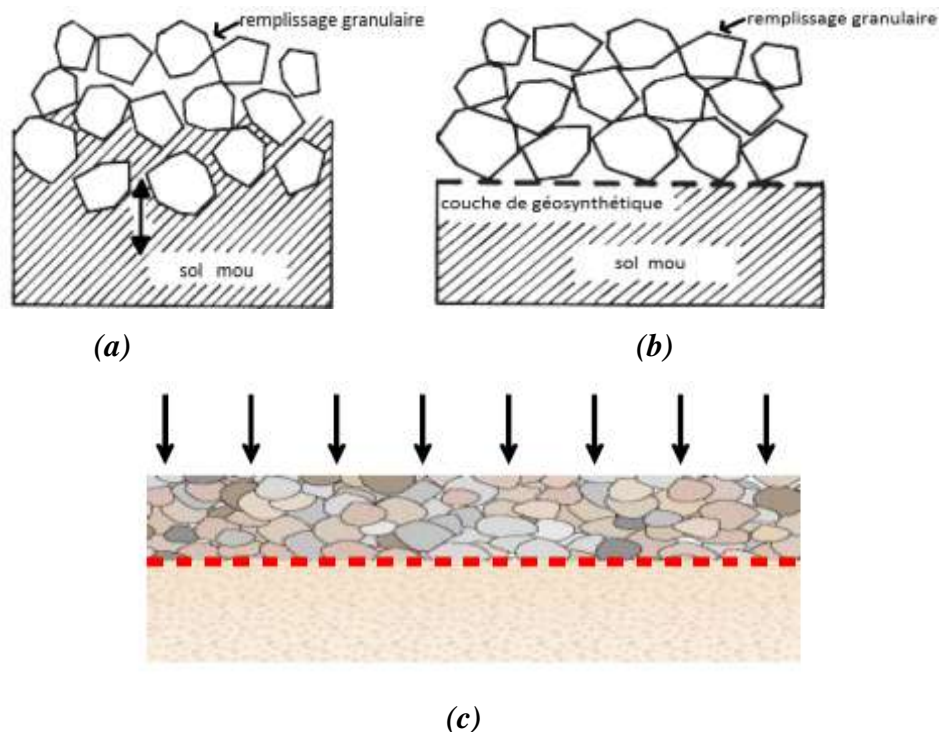 remplissage granulaire
sol mou
(a)
remplissage granulaire
couche de géosynthétique
sol mou
(b)
(c)